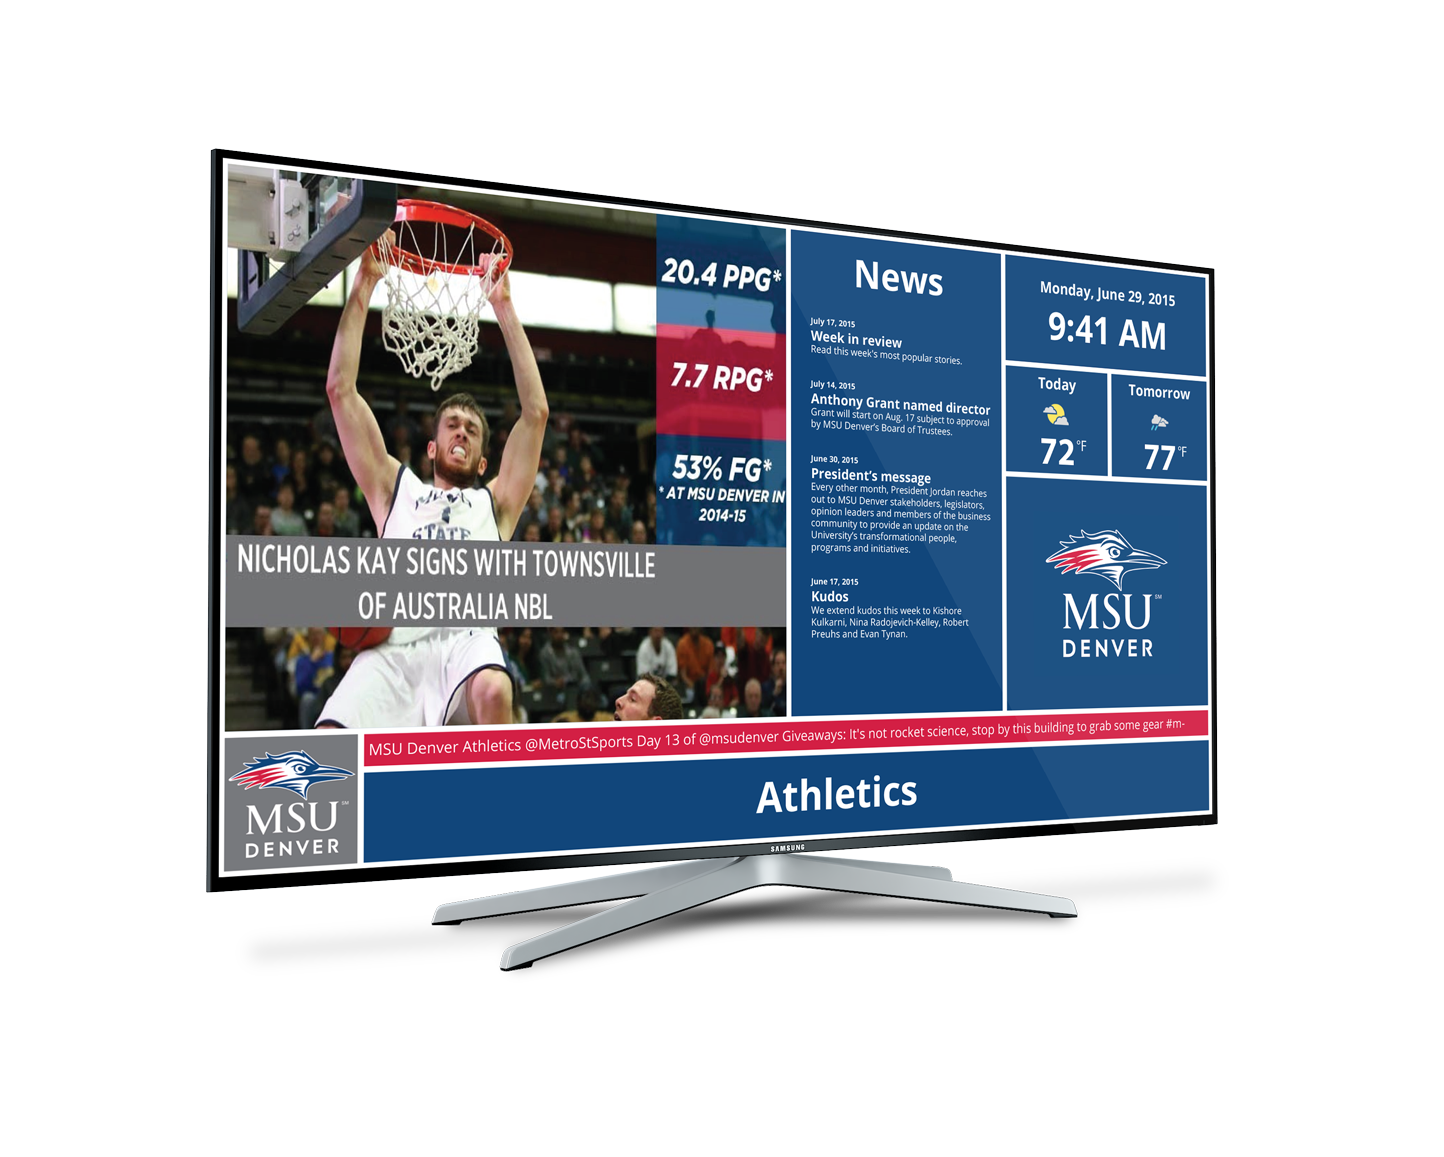 20.4 PPG*
7.7 RPG*
53% FG*
* AT MSU DENVER IN
2014-15
STATE
NICHOLAS KAY SIGNS WITH TOWNSVILLE
OF AUSTRALIA NBL
News
July 17, 2015
Week in review
Read this week's most popular stories.
July 14, 2015
Anthony Grant named director
Grant will start on Aug. 17 subject to approval
by MSU Denver's Board of Trustees.
June 30, 2015
President's message
Every other month, President Jordan reaches
out to MSU Denver stakeholders, legislators,
opinion leaders and members of the business
community to provide an update on the
University's transformational people,
programs and initiatives.
June 17, 2015
Kudos
We extend kudos this week to Kishore
Kulkarni, Nina Radojevich-Kelley, Robert
Preuhs and Evan Tynan.
Monday, June 29, 2015
9:41 AM
Today
72 °F
Tomorrow
77 °F
MSU SM
DENVER
MSU Denver Athletics @MetroStSports Day 13 of @msudenver Giveaways: It's not rocket science, stop by this building to grab some gear #m-
MSU SM
DENVER
Athletics
SAMSUNG